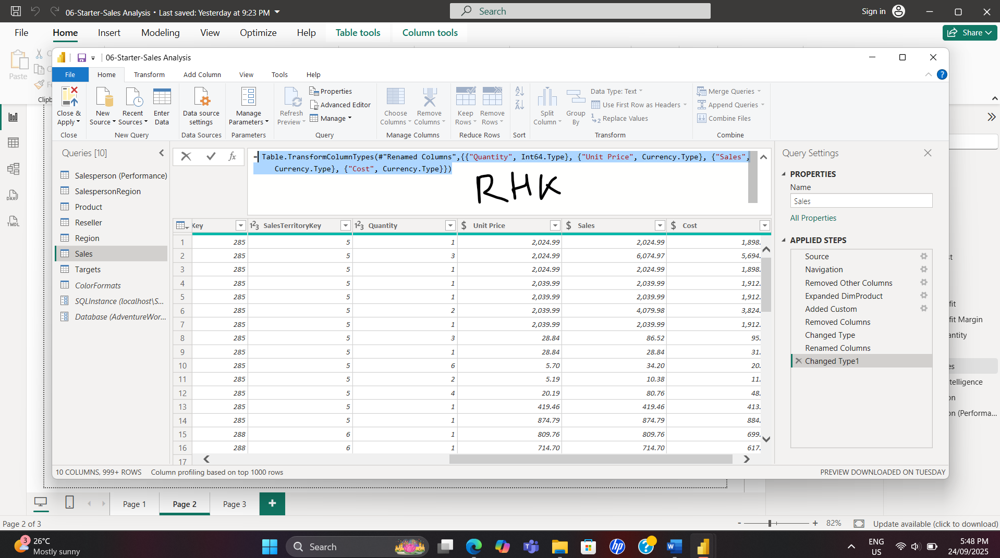 06-Starter-Sales Analysis • Last saved: Yesterday at 9:23 PM
Search
Sign in
File Home Insert Modeling View Optimize Help Table tools Column tools
Share
Paste
06-Starter-Sales Analysis
File Home Transform Add Column View Tools Help
Close & Apply
New Source
Recent Sources
Enter Data
Data source settings
Manage Parameters
Refresh Preview
Properties
Advanced Editor
Manage
Choose Columns
Remove Columns
Keep Rows
Remove Rows
Split Column
Group By
Data Type: Text
Use First Row as Headers
Replace Values
Merge Queries
Append Queries
Combine Files
Close New Query Data Sources Parameters Query Manage Columns Reduce Rows Sort Transform Combine
Queries [10]
Salesperson (Performance)
SalespersonRegion
Product
Reseller
Region
Sales
Targets
ColorFormats
SQLInstance (localhost\S...
Database (AdventureWor...
= Table.TransformColumnTypes(#"Renamed Columns",{{"Quantity", Int64.Type}, {"Unit Price", Currency.Type}, {"Sales",
Currency.Type}, {"Cost", Currency.Type}})
RHK
Key SalesTerritoryKey Quantity Unit Price Sales Cost
1 285 5 1 2,024.99 2,024.99 1,898.
2 285 5 3 2,024.99 6,074.97 5,694.
3 285 5 1 2,024.99 2,024.99 1,898.
4 285 5 1 2,039.99 2,039.99 1,912.
5 285 5 1 2,039.99 2,039.99 1,912.
6 285 5 2 2,039.99 4,079.98 3,824.
7 285 5 1 2,039.99 2,039.99 1,912.
8 285 5 3 28.84 86.52 95.
9 285 5 1 28.84 28.84 31.
10 285 5 6 5.70 34.20 20.
11 285 5 2 5.19 10.38 11.
12 285 5 4 20.19 80.76 48.
13 285 5 1 419.46 419.46 413.
14 285 5 1 874.79 874.79 884.
15 288 6 1 809.76 809.76 699.
16 288 6 1 714.70 714.70 617.
17
Query Settings
PROPERTIES
Name
Sales
All Properties
APPLIED STEPS
Source
Navigation
Removed Other Columns
Expanded DimProduct
Added Custom
Removed Columns
Changed Type
Renamed Columns
Changed Type1
10 COLUMNS, 999+ ROWS Column profiling based on top 1000 rows
PREVIEW DOWNLOADED ON TUESDAY
Page 1 Page 2 Page 3
Page 2 of 3
82%
Update available (click to download)
3 26°C
Mostly sunny
Search
ENG
US
5:48 PM
24/09/2025